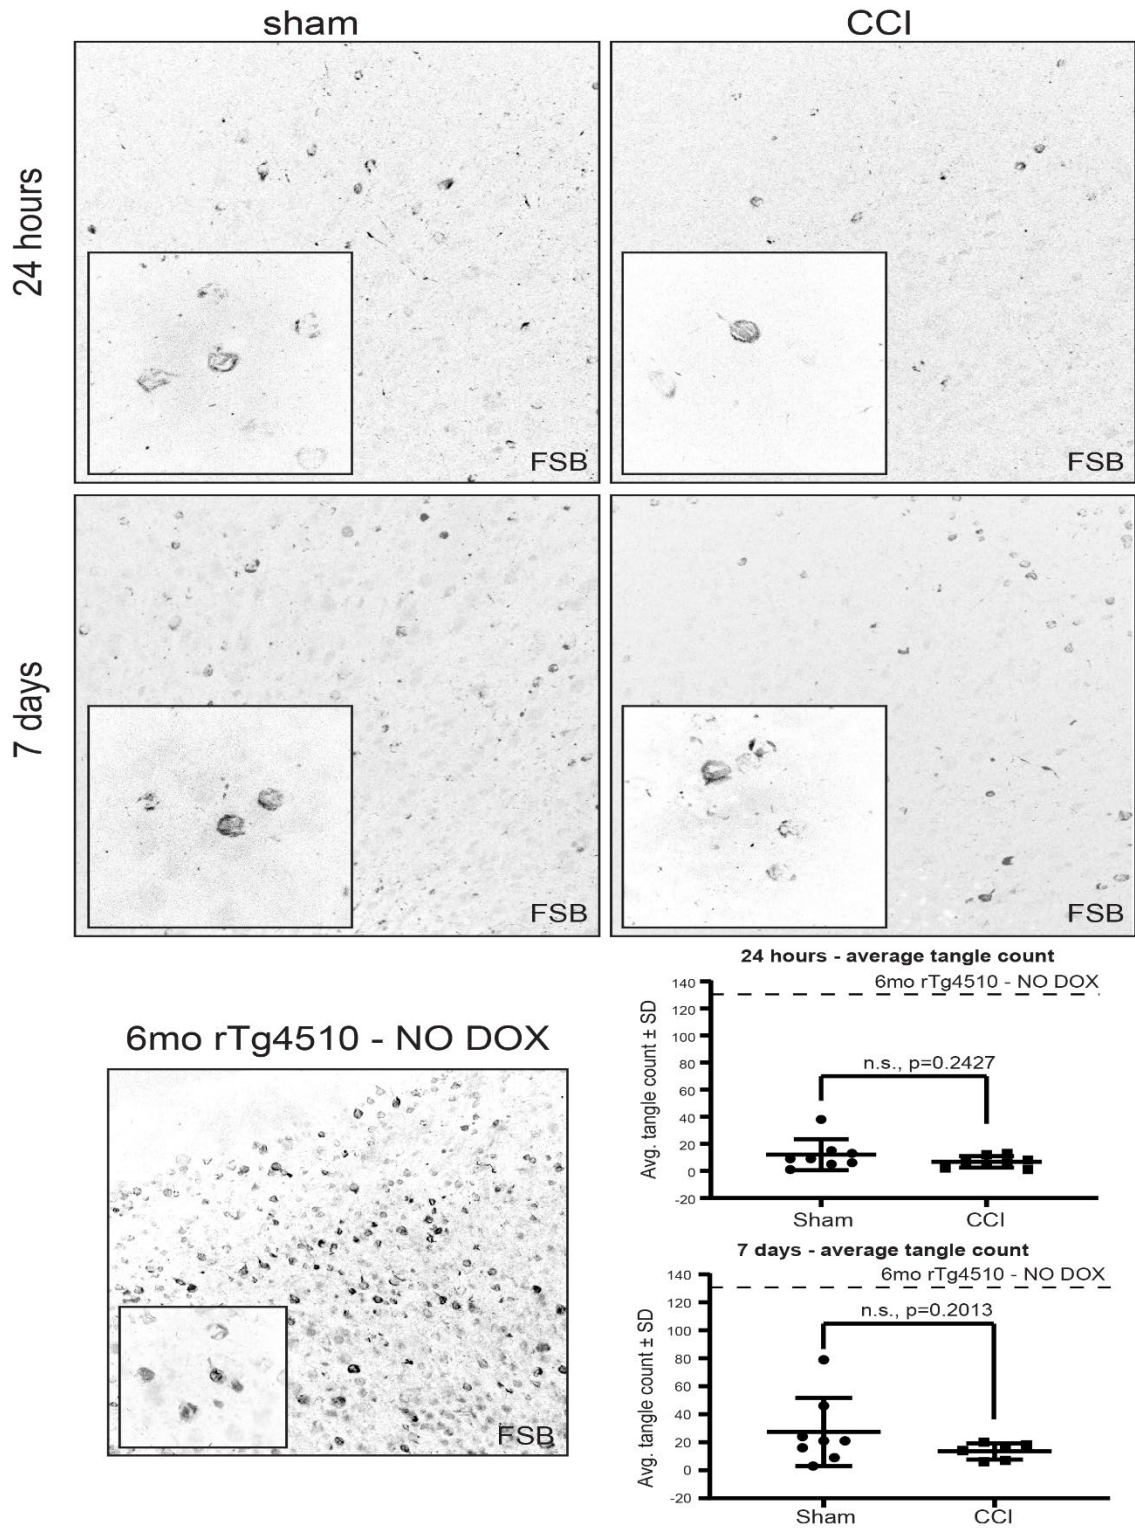 sham
CCI
24 hours
FSB
FSB
7 days
FSB
FSB
6mo rTg4510 - NO DOX
FSB
24 hours - average tangle count
6mo rTg4510 - NO DOX
n.s., p=0.2427
Avg. tangle count ± SD
140
120
100
80
60
40
20
0
-20
Sham
CCI
7 days - average tangle count
6mo rTg4510 - NO DOX
n.s., p=0.2013
Avg. tangle count ± SD
140
120
100
80
60
40
20
0
-20
Sham
CCI